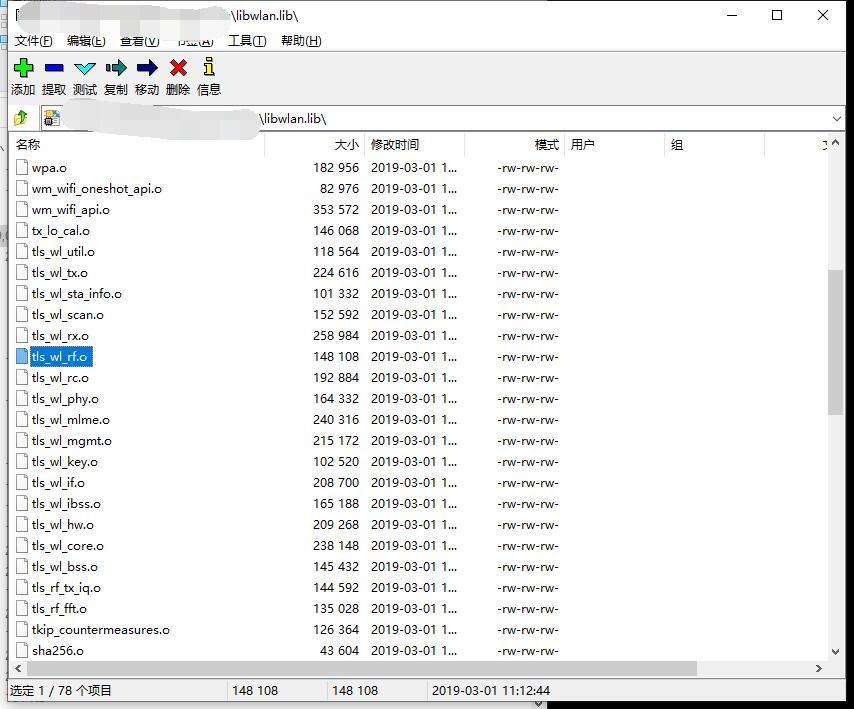 \libwlan.lib\
文件(F) 编辑(E) 查看(V) 书签(A) 工具(T) 帮助(H)
添加 提取 测试 复制 移动 删除 信息
\libwlan.lib\
名称 大小 修改时间 模式 用户 组
wpa.o 182 956 2019-03-01 1... -rw-rw-rw-
wm_wifi_oneshot_api.o 82 976 2019-03-01 1... -rw-rw-rw-
wm_wifi_api.o 353 572 2019-03-01 1... -rw-rw-rw-
tx_lo_cal.o 146 068 2019-03-01 1... -rw-rw-rw-
tls_wl_util.o 118 564 2019-03-01 1... -rw-rw-rw-
tls_wl_tx.o 224 616 2019-03-01 1... -rw-rw-rw-
tls_wl_sta_info.o 101 332 2019-03-01 1... -rw-rw-rw-
tls_wl_scan.o 152 592 2019-03-01 1... -rw-rw-rw-
tls_wl_rx.o 258 984 2019-03-01 1... -rw-rw-rw-
tls_wl_rf.o 148 108 2019-03-01 1... -rw-rw-rw-
tls_wl_rc.o 192 884 2019-03-01 1... -rw-rw-rw-
tls_wl_phy.o 164 332 2019-03-01 1... -rw-rw-rw-
tls_wl_mlme.o 240 316 2019-03-01 1... -rw-rw-rw-
tls_wl_mgmt.o 215 172 2019-03-01 1... -rw-rw-rw-
tls_wl_key.o 102 520 2019-03-01 1... -rw-rw-rw-
tls_wl_if.o 208 700 2019-03-01 1... -rw-rw-rw-
tls_wl_ibss.o 165 188 2019-03-01 1... -rw-rw-rw-
tls_wl_hw.o 209 268 2019-03-01 1... -rw-rw-rw-
tls_wl_core.o 238 148 2019-03-01 1... -rw-rw-rw-
tls_wl_bss.o 145 432 2019-03-01 1... -rw-rw-rw-
tls_rf_tx_iq.o 144 592 2019-03-01 1... -rw-rw-rw-
tls_rf_fft.o 135 028 2019-03-01 1... -rw-rw-rw-
tkip_countermeasures.o 126 364 2019-03-01 1... -rw-rw-rw-
sha256.o 43 604 2019-03-01 1... -rw-rw-rw-
选定 1 / 78 个项目 148 108 148 108 2019-03-01 11:12:44